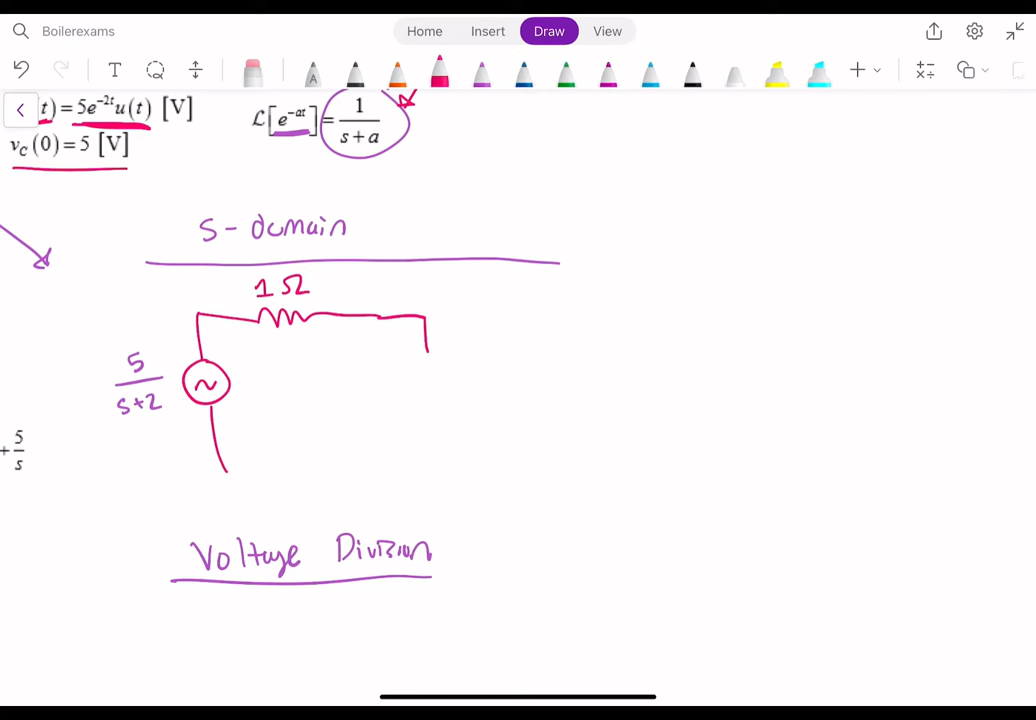 Boilerexams
Home Insert Draw View
t) = 5e^{-2t}u(t) [V]
ℒ[e^{-at}] = 1/(s+a)
v_C(0) = 5 [V]
S-domain
1 Ω
5/(s+2)
+ 5/s
Voltage Division